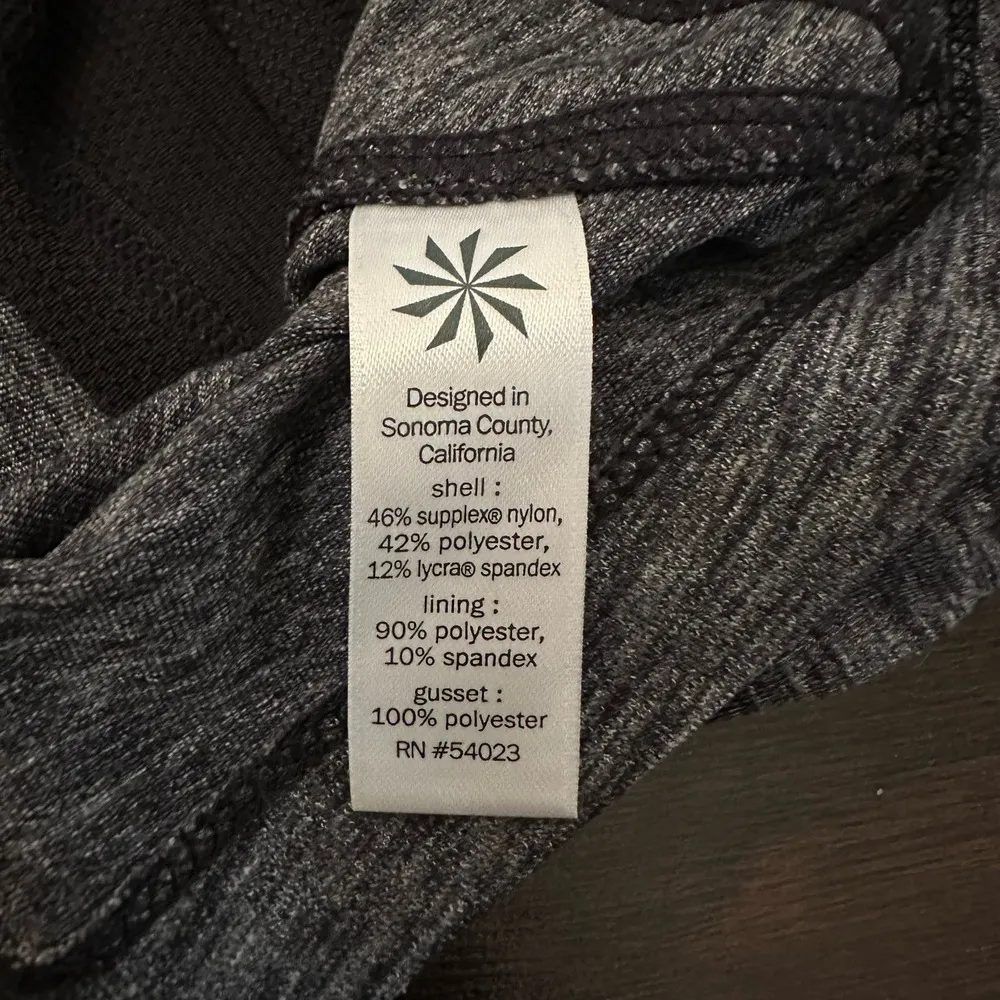 Designed in
Sonoma County,
California
shell :
46% supplex® nylon,
42% polyester,
12% lycra® spandex
lining :
90% polyester,
10% spandex
gusset :
100% polyester
RN #54023